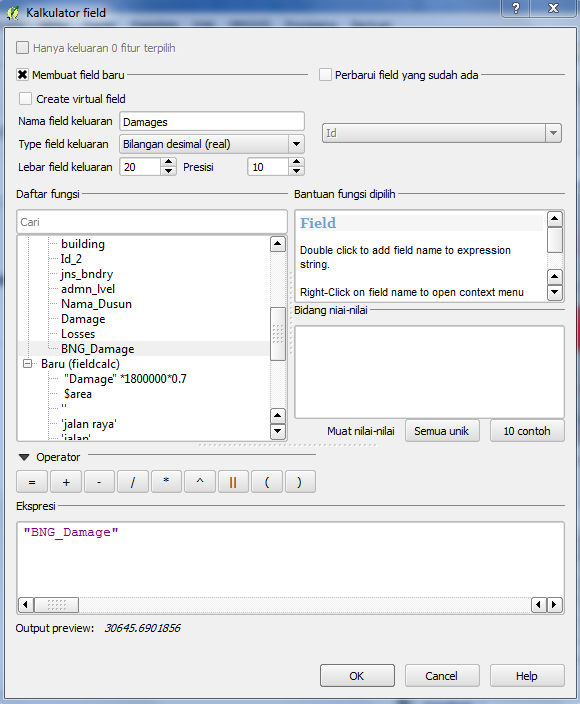 Kalkulator field
Hanya keluaran 0 fitur terpilih
Membuat field baru
Perbarui field yang sudah ada
Create virtual field
Nama field keluaran Damages
Id
Type field keluaran Bilangan desimal (real)
Lebar field keluaran 20 Presisi 10
Daftar fungsi
Bantuan fungsi dipilih
Cari
building
Id_2
jns_bndry
admn_lvel
Nama_Dusun
Damage
Losses
BNG_Damage
Baru (fieldcalc)
"Damage" *1800000*0.7
$area
''
'jalan raya'
'jalan'
Field
Double click to add field name to expression
string.
Right-Click on field name to open context menu
Bidang niai-nilai
Muat nilai-nilai Semua unik 10 contoh
Operator
= + - / * ^ || ( )
Ekspresi
"BNG_Damage"
Output preview: 30645.6901856
OK Cancel Help